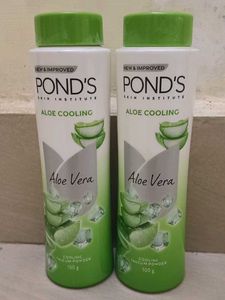 NEW & IMPROVED
POND'S
SKIN INSTITUTE
ALOE COOLING
Aloe Vera
COOLING
TALCUM POWDER
100 g
NEW & IMPROVED
POND'S
SKIN INSTITUTE
ALOE COOLING
Aloe Vera
COOLING
TALCUM POWDER
100 g